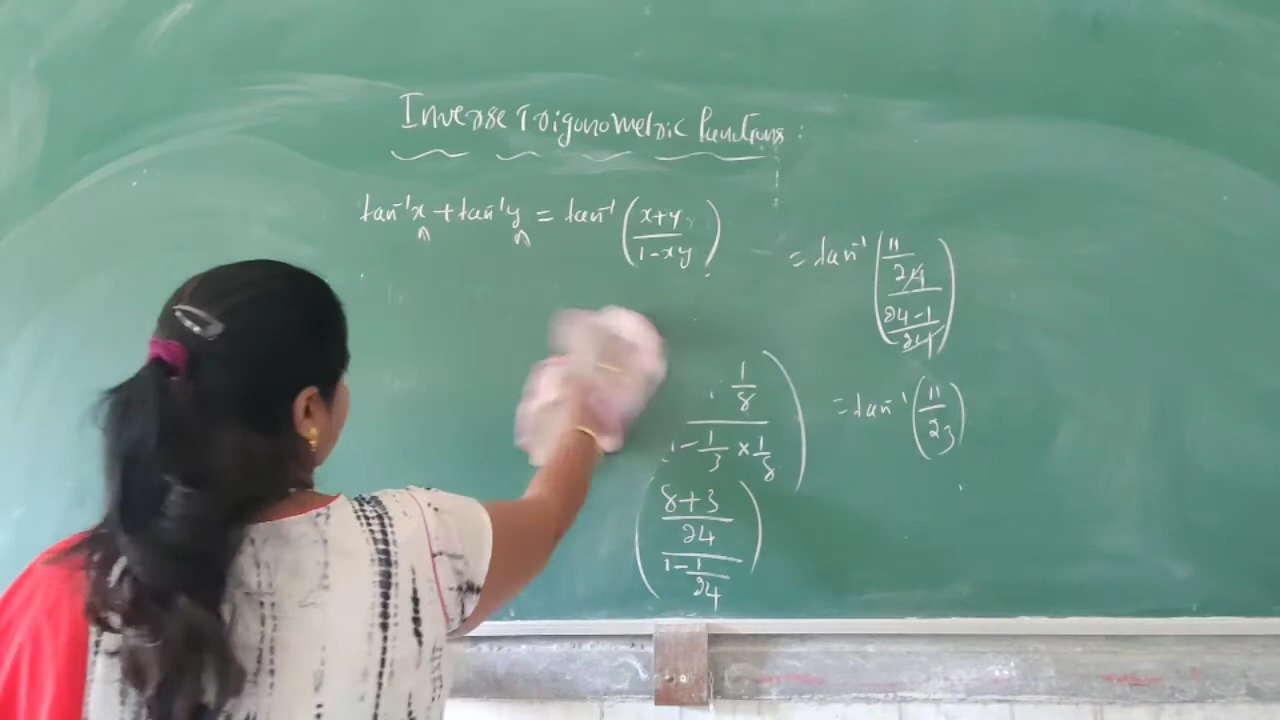 Inverse Trigonometric Functions :
tan⁻¹x + tan⁻¹y = tan⁻¹ ( (x+y) / (1-xy) )
1/8
- 1/3 × 1/8 )
( ((8+3)/24) / (1 - 1/24) )
= tan⁻¹ ( (11/24) / ((24-1)/24) )
= tan⁻¹ ( 11/23 )